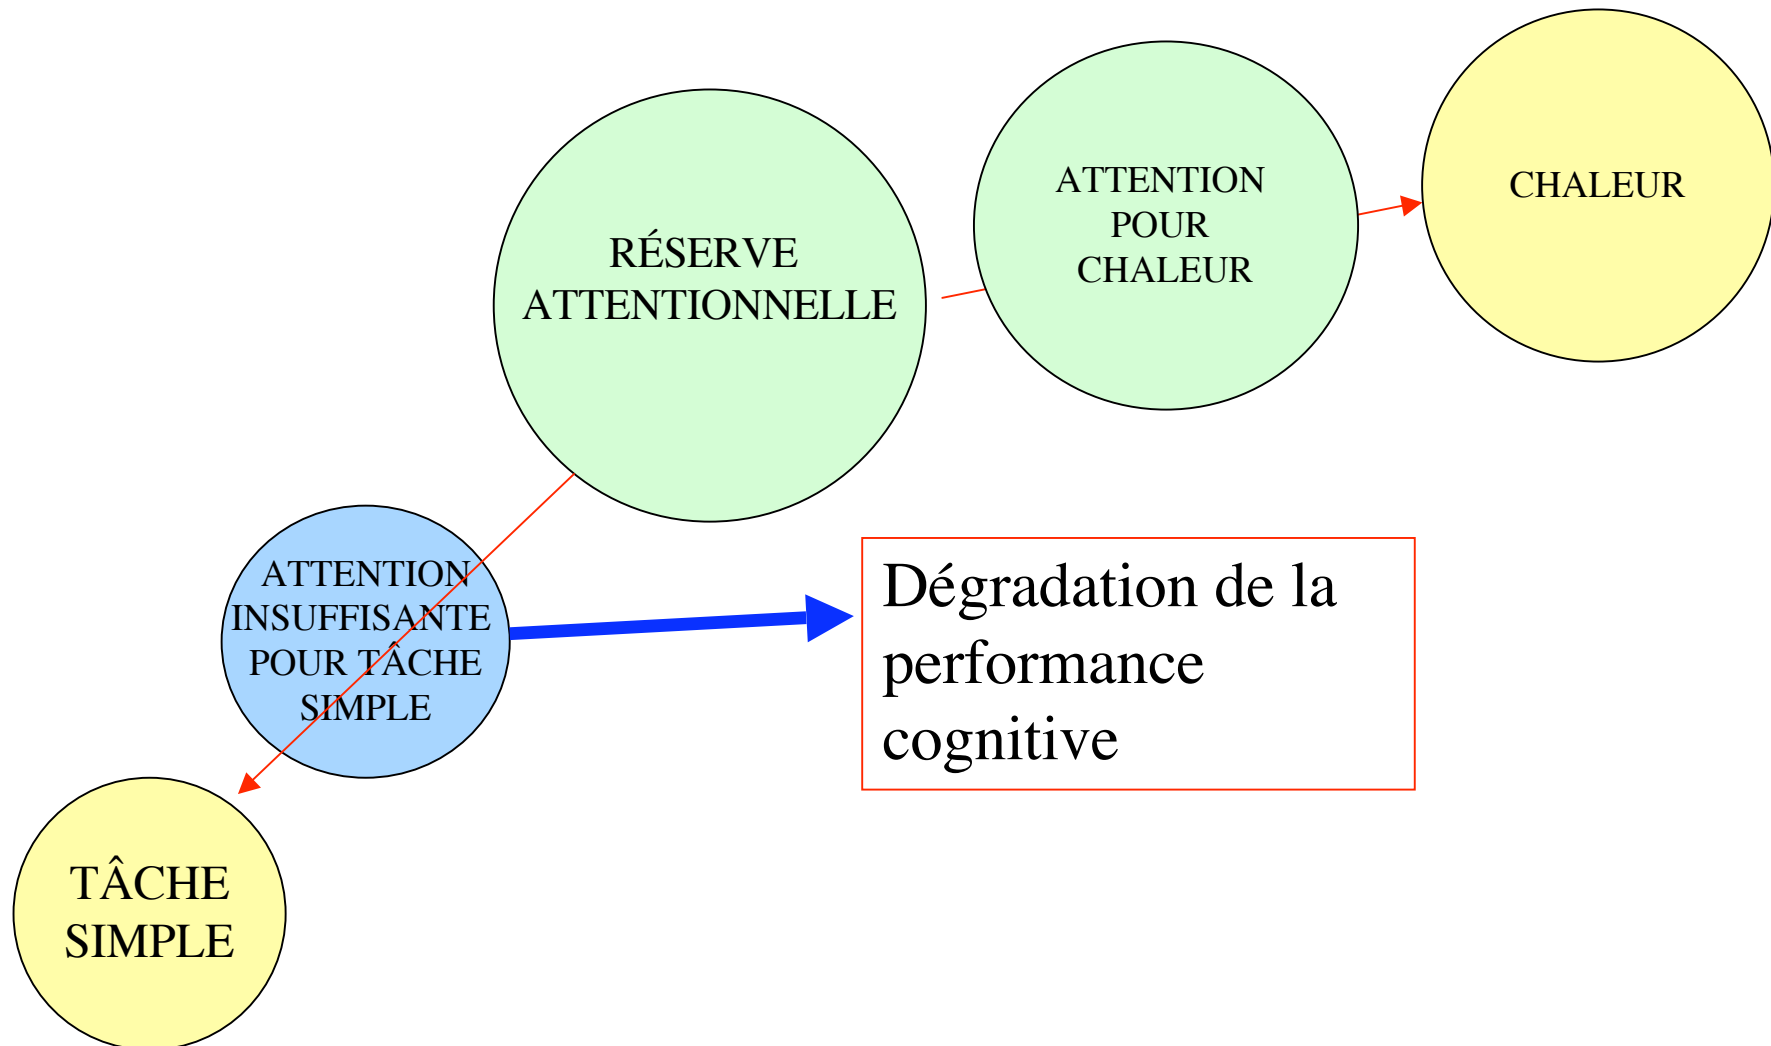 RÉSERVE
ATTENTIONNELLE
ATTENTION
POUR
CHALEUR
CHALEUR
ATTENTION
INSUFFISANTE
POUR TÂCHE
SIMPLE
Dégradation de la
performance
cognitive
TÂCHE
SIMPLE